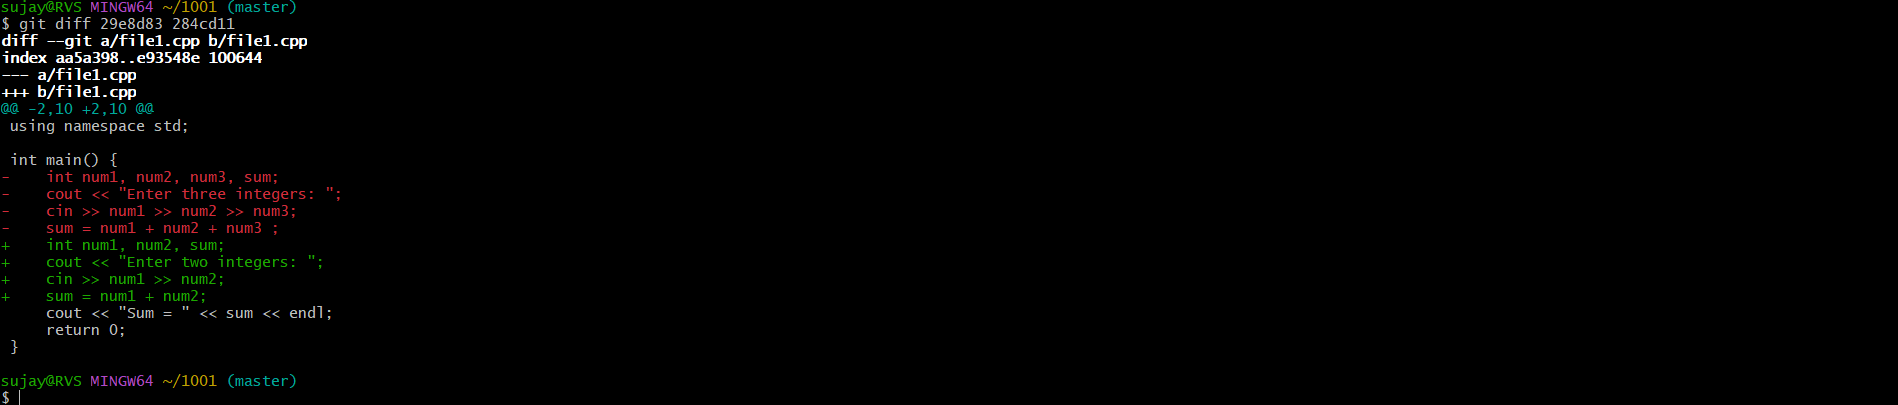 sujay@RVS MINGW64 ~/1001 (master)
$ git diff 29e8d83 284cd11
diff --git a/file1.cpp b/file1.cpp
index aa5a398..e93548e 100644
--- a/file1.cpp
+++ b/file1.cpp
@@ -2,10 +2,10 @@
 using namespace std;

 int main() {
-    int num1, num2, num3, sum;
-    cout << "Enter three integers: ";
-    cin >> num1 >> num2 >> num3;
-    sum = num1 + num2 + num3 ;
+    int num1, num2, sum;
+    cout << "Enter two integers: ";
+    cin >> num1 >> num2;
+    sum = num1 + num2;
     cout << "Sum = " << sum << endl;
     return 0;
 }

sujay@RVS MINGW64 ~/1001 (master)
$